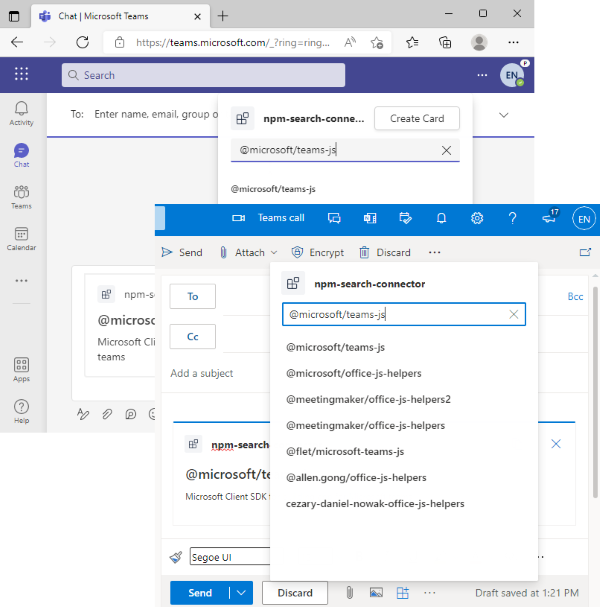 Chat | Microsoft Teams
https://teams.microsoft.com/_?ring=ring...
Search
P
EN
Activity
Chat
Teams
Calendar
Apps
Help
To: Enter name, email, group o
npm-search-conne... Create Card
@microsoft/teams-js
@microsoft/teams-js
npm-s
@micros
Microsoft Cli
teams
Teams call 17 EN
Send Attach Encrypt Discard
To Bcc
Cc
Add a subject
npm-search-connector
@microsoft/teams-js
@microsoft/teams-js
@microsoft/office-js-helpers
@meetingmaker/office-js-helpers2
@meetingmaker/office-js-helpers
@flet/microsoft-teams-js
@allen.gong/office-js-helpers
cezary-daniel-nowak-office-js-helpers
npm-search
@microsoft/te
Microsoft Client SDK
Segoe UI
Send Discard Draft saved at 1:21 PM